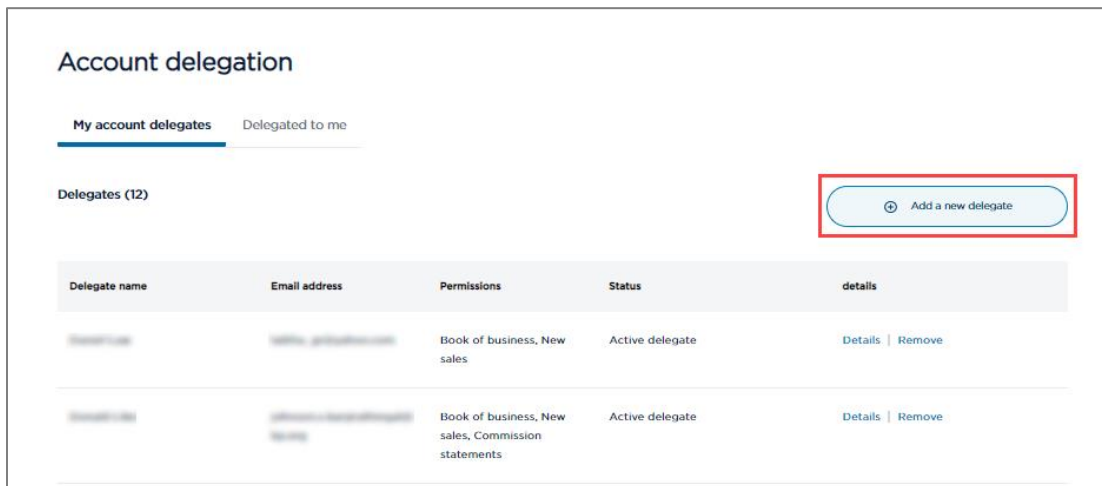 Account delegation
My account delegates Delegated to me
Delegates (12)
Add a new delegate
Delegate name Email address Permissions Status details
Book of business, New Active delegate Details | Remove
sales
Book of business, New Active delegate Details | Remove
sales, Commission
statements